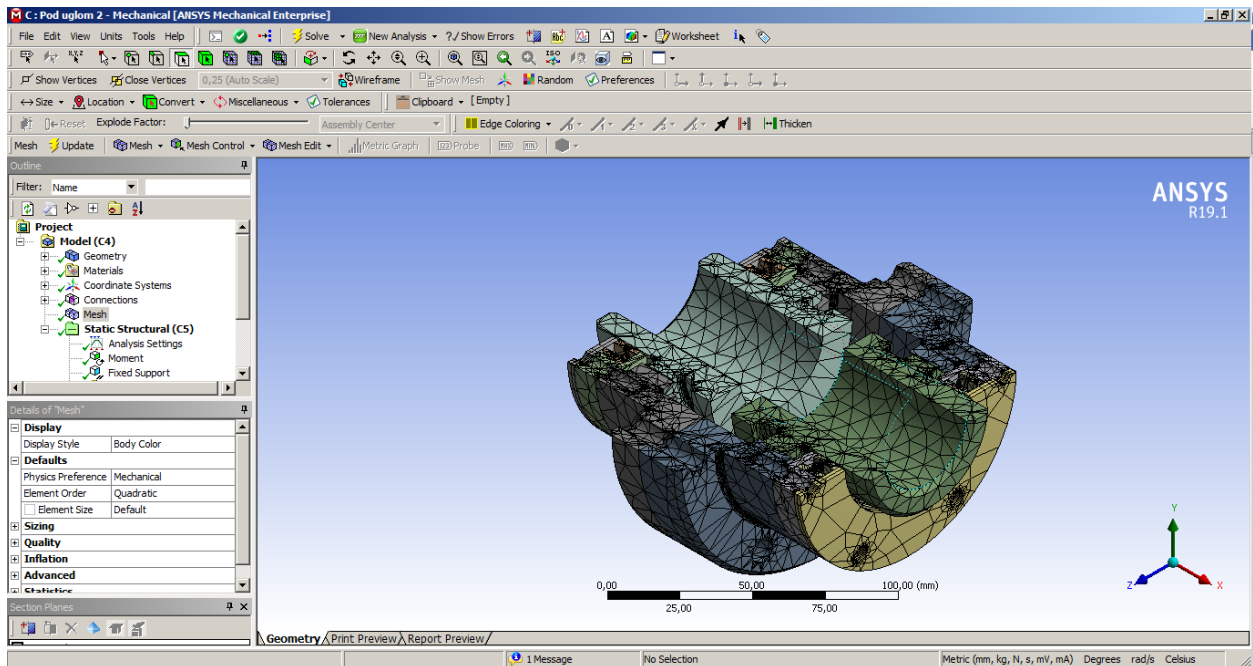 C : Pod uglom 2 - Mechanical [ANSYS Mechanical Enterprise]
File Edit View Units Tools Help Solve New Analysis ?/ Show Errors Worksheet
Show Vertices Close Vertices 0,25 (Auto Scale) Wireframe Show Mesh Random Preferences
Size Location Convert Miscellaneous Tolerances Clipboard [Empty]
Reset Explode Factor: Assembly Center Edge Coloring Thicken
Mesh Update Mesh Mesh Control Mesh Edit Metric Graph Probe
Outline
Filter: Name
Project
Model (C4)
Geometry
Materials
Coordinate Systems
Connections
Mesh
Static Structural (C5)
Analysis Settings
Moment
Fixed Support
Details of "Mesh"
Display
Display Style Body Color
Defaults
Physics Preference Mechanical
Element Order Quadratic
Element Size Default
Sizing
Quality
Inflation
Advanced
Statistics
Section Planes
ANSYS
R19.1
Y
Z X
0,00 50,00 100,00 (mm)
25,00 75,00
Geometry Print Preview Report Preview
1 Message No Selection Metric (mm, kg, N, s, mV, mA) Degrees rad/s Celsius